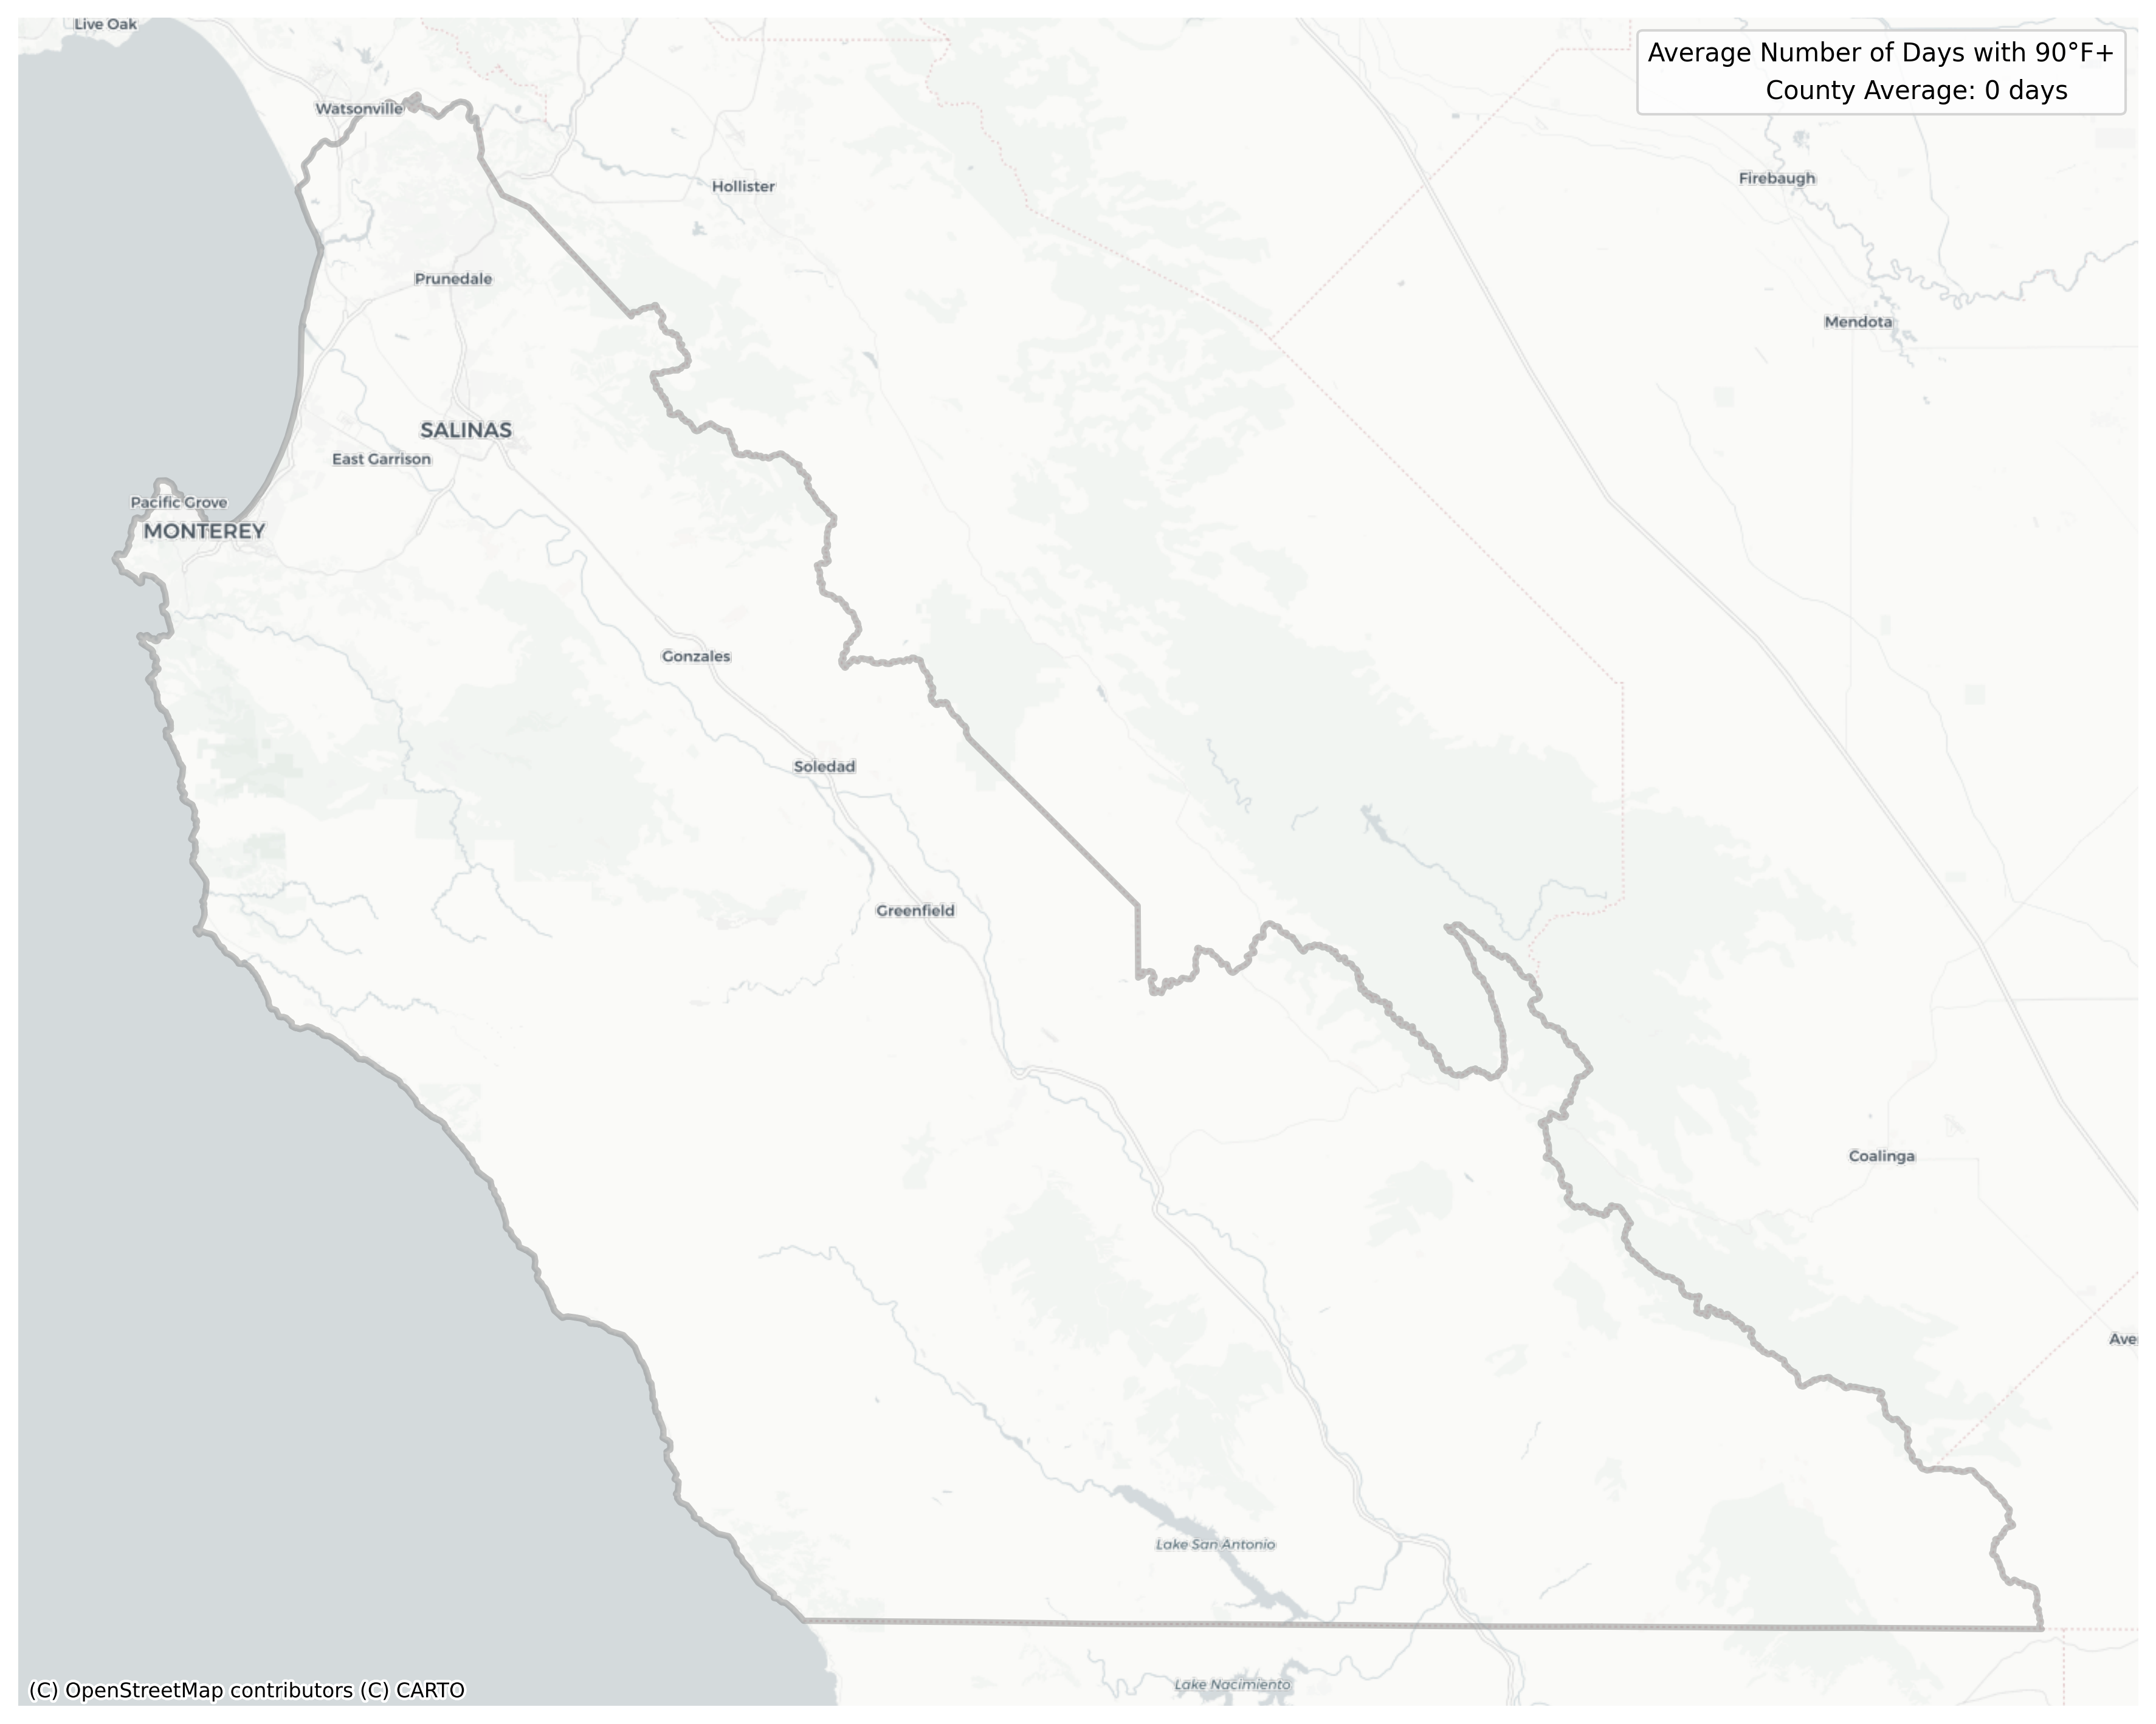 Live Oak
Average Number of Days with 90°F+
County Average: 0 days
Watsonville
Firebaugh
Hollister
Prunedale
Mendota
SALINAS
East Garrison
Pacific Grove
MONTEREY
Gonzales
Soledad
Greenfield
Coalinga
Ave
Lake San Antonio
Lake Nacimiento
(C) OpenStreetMap contributors (C) CARTO